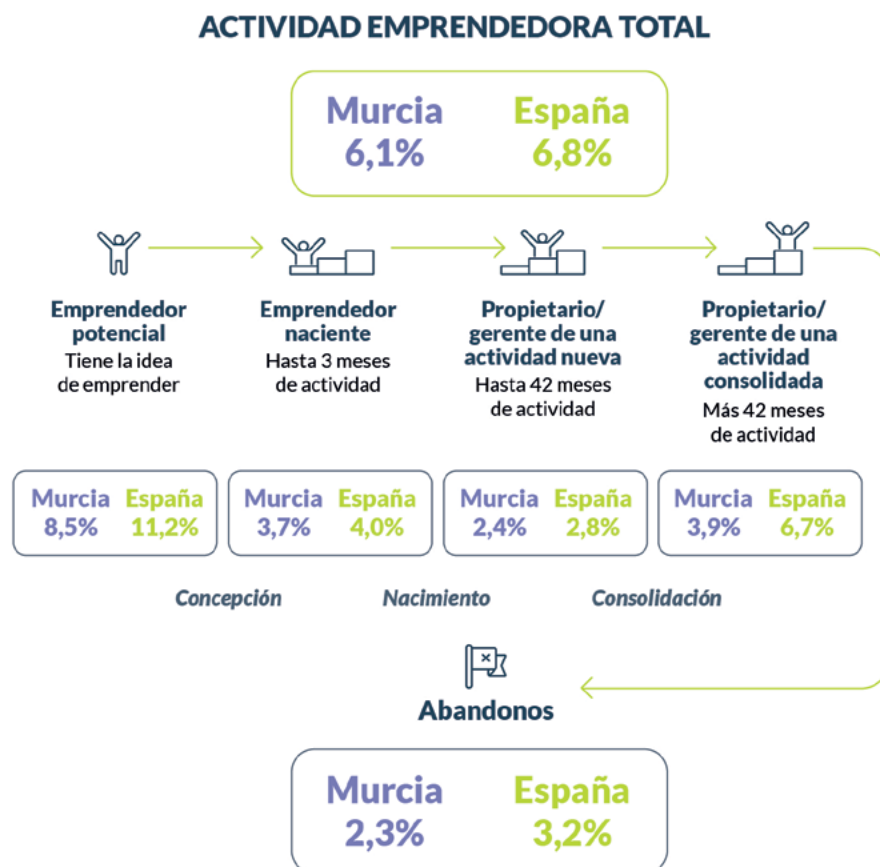 ACTIVIDAD EMPRENDEDORA TOTAL
Murcia España
6,1% 6,8%
Emprendedor
potencial
Tiene la idea
de emprender
Emprendedor
naciente
Hasta 3 meses
de actividad
Propietario/
gerente de una
actividad nueva
Hasta 42 meses
de actividad
Propietario/
gerente de una
actividad
consolidada
Más 42 meses
de actividad
Murcia España
8,5% 11,2%
Murcia España
3,7% 4,0%
Murcia España
2,4% 2,8%
Murcia España
3,9% 6,7%
Concepción Nacimiento Consolidación
Abandonos
Murcia España
2,3% 3,2%